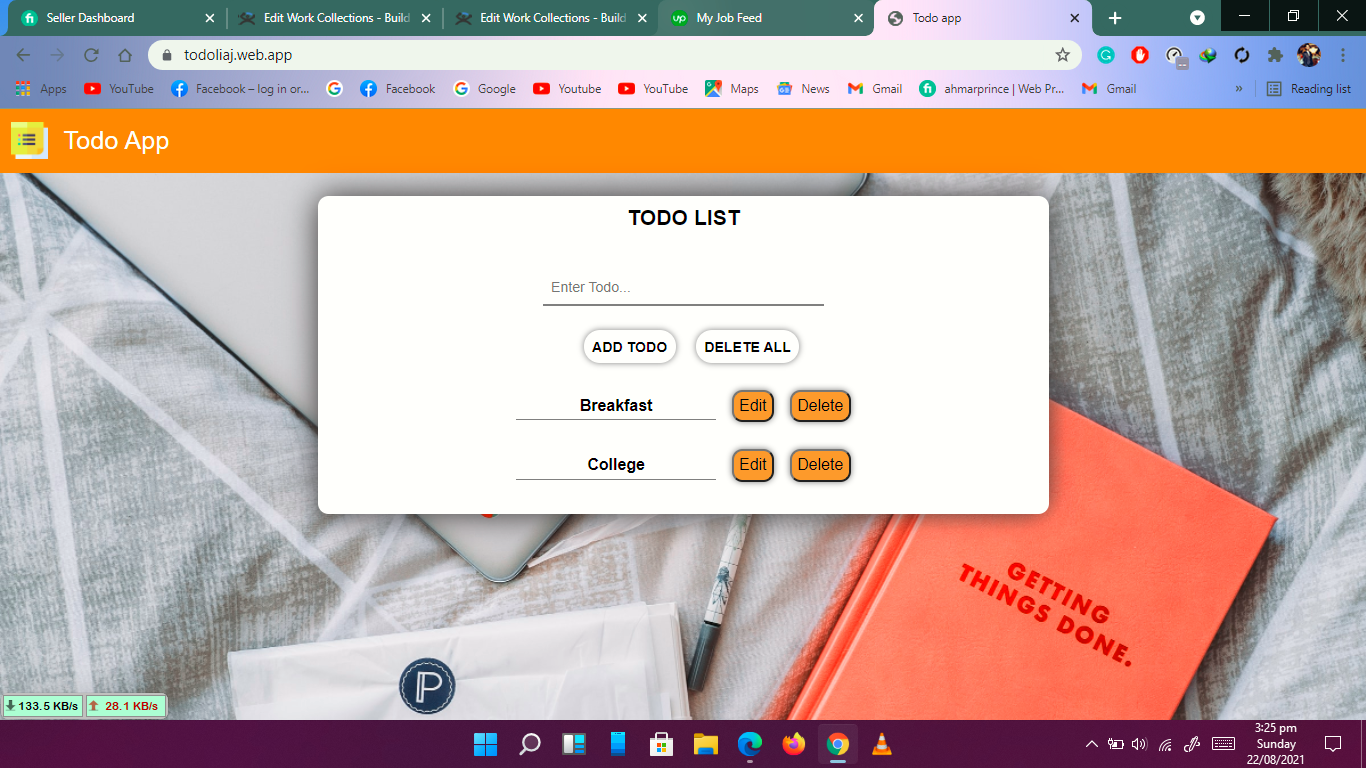 Seller Dashboard
Edit Work Collections - Build
Edit Work Collections - Build
up
My Job Feed
Todo app
todoliaj.web.app
Apps
YouTube
Facebook – log in or...
Facebook
Google
Youtube
YouTube
Maps
News
Gmail
ahmarprince | Web Pr...
Gmail
»
Reading list
Todo App
TODO LIST
Enter Todo...
ADD TODO
DELETE ALL
Breakfast
Edit
Delete
College
Edit
Delete
GETTING
THINGS DONE.
P
133.5 KB/s
28.1 KB/s
3:25 pm
Sunday
22/08/2021